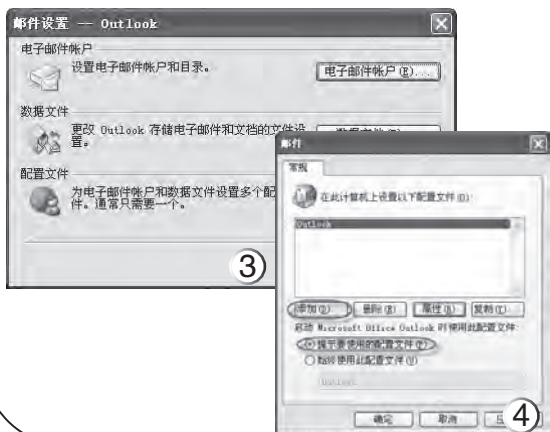 邮件设置 — Outlook
电子邮件帐户
设置电子邮件帐户和目录。
电子邮件帐户(E)...
数据文件
更改 Outlook 存储电子邮件和文档的文件设
置。
配置文件
为电子邮件帐户和数据文件设置多个配
件。通常只需要一个。
③
邮件
常规
在此计算机上设置以下配置文件(O):
Outlook
添加(D)... 删除(E) 属性(R) 复制(Y)...
启动 Microsoft Office Outlook 时使用此配置文件:
提示要使用的配置文件(P)
始终使用此配置文件(U)
Outlook
确定 取消
④